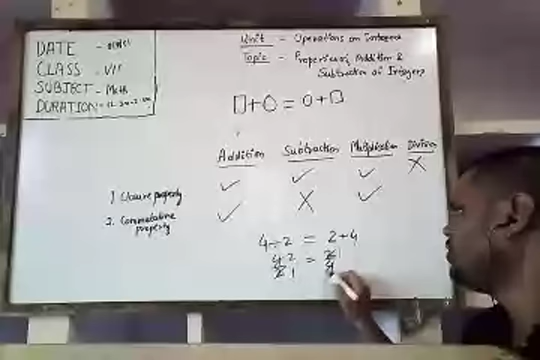 DATE -
CLASS - VII
SUBJECT - Math
DURATION -
Unit - Operations on Integers
Topic - Properties of Addition &
Subtraction of Integers
□+○=○+□
Addition Subtraction Multiplication Division
1. Closure property ✓ ✓ ✓ X
2. Commutative property ✓ X ✓
4÷2 = 2÷4